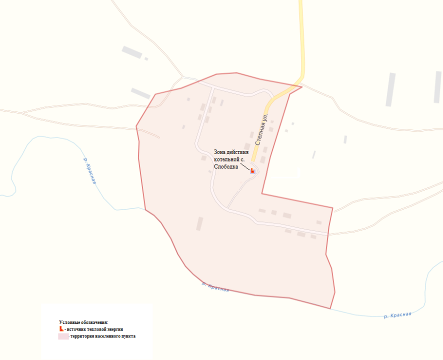 Степная ул.
Зона действия
котельной с.
Слободка
р. Красная
р. Красная
р. Красная
Условные обозначения:
- источник тепловой энергии
- территория населенного пункта